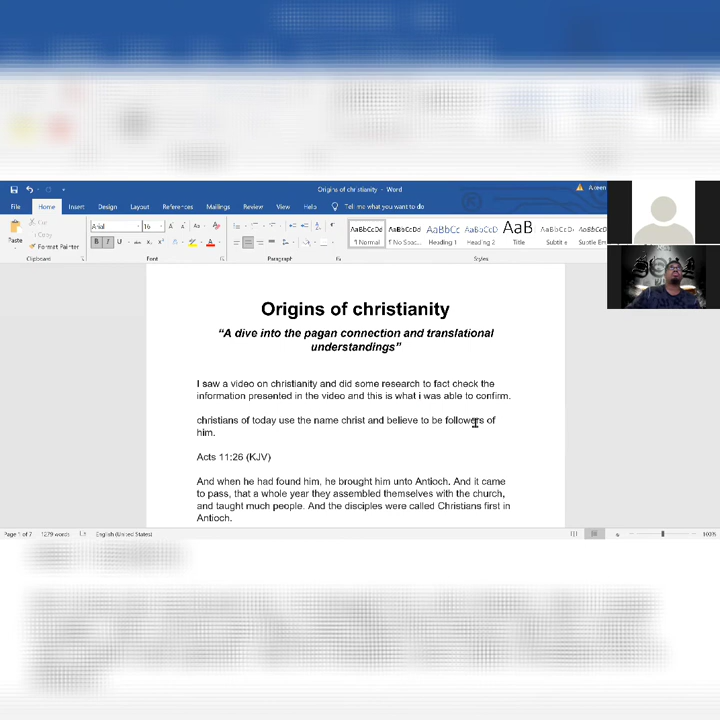 Origins of christianity - Word
File Home Insert Design Layout References Mailings Review View Help Tell me what you want to do
Paste
Cut
Copy
Format Painter
Arial 16
AaBbCcDd AaBbCcDd AaBbCc AaBbCcD AaB AaBbCcD AaBbCcDd
¶ Normal ¶ No Spac... Heading 1 Heading 2 Title Subtitle Subtle Em
Clipboard Font Paragraph Styles
Origins of christianity
“A dive into the pagan connection and translational
understandings”
I saw a video on christianity and did some research to fact check the
information presented in the video and this is what i was able to confirm.
christians of today use the name christ and believe to be followers of
him.
Acts 11:26 (KJV)
And when he had found him, he brought him unto Antioch. And it came
to pass, that a whole year they assembled themselves with the church,
and taught much people. And the disciples were called Christians first in
Antioch.
Page 1 of 7 1279 words English (United States) 100%